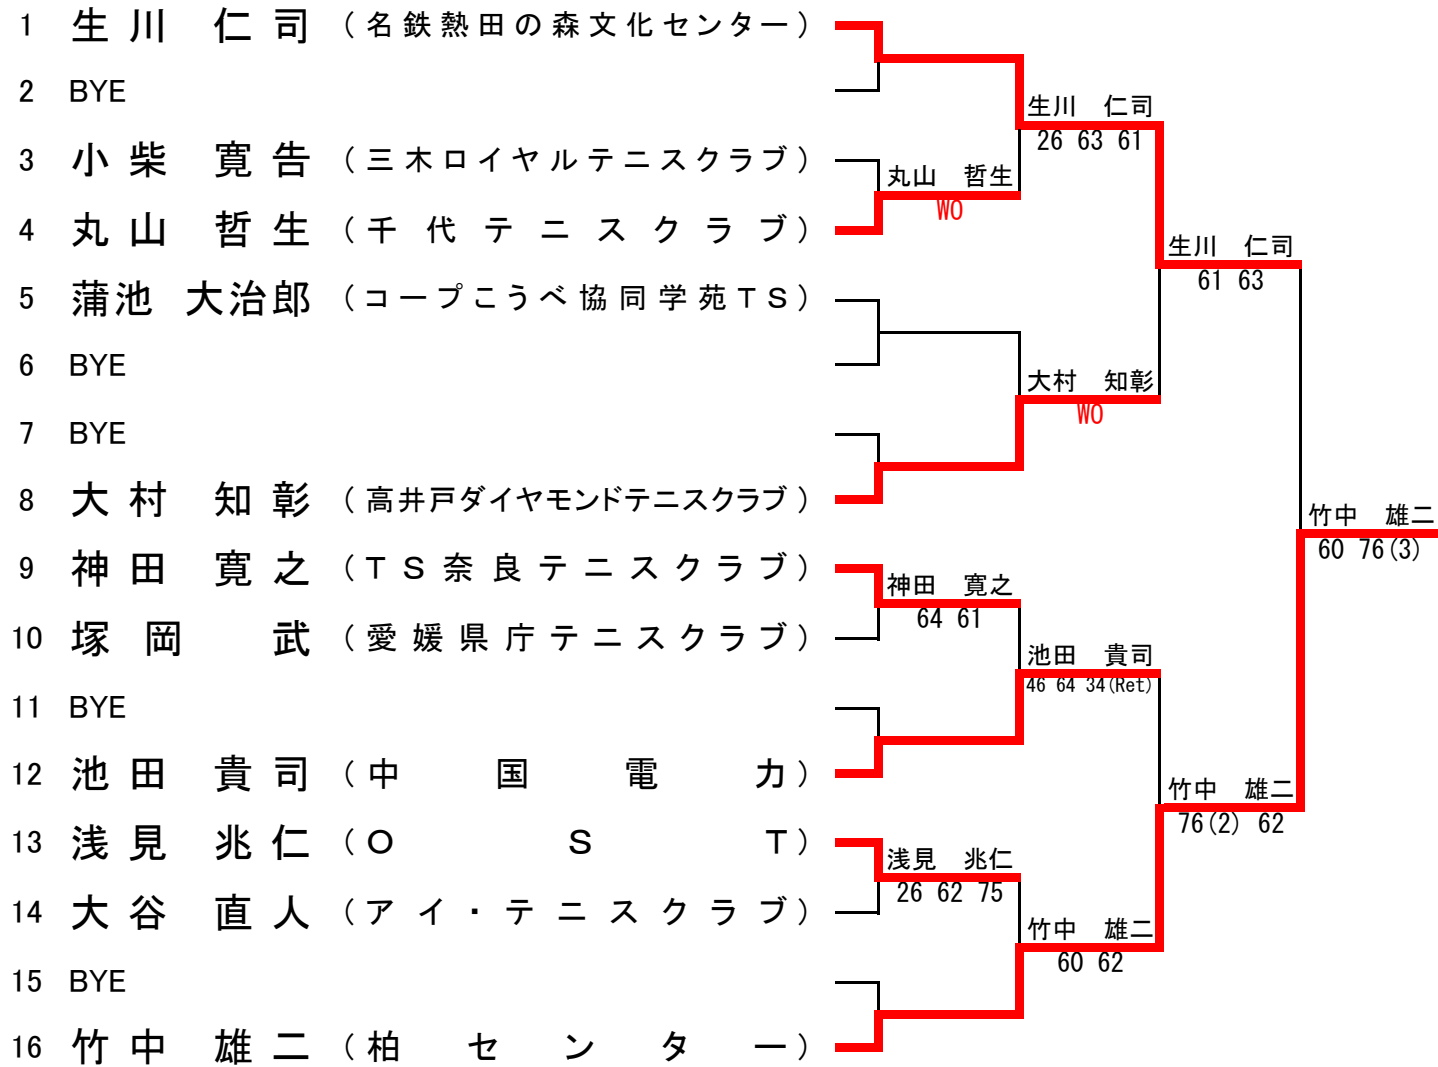 1 生川 仁司 (名鉄熱田の森文化センター)
2 BYE
3 小柴 寛告 (三木ロイヤルテニスクラブ)
4 丸山 哲生 (千代テニスクラブ)
5 蒲池 大治郎 (コープこうべ協同学苑TS)
6 BYE
7 BYE
8 大村 知彰 (高井戸ダイヤモンドテニスクラブ)
9 神田 寛之 (TS奈良テニスクラブ)
10 塚岡 武 (愛媛県庁テニスクラブ)
11 BYE
12 池田 貴司 (中国電力)
13 浅見 兆仁 (OST)
14 大谷 直人 (アイ・テニスクラブ)
15 BYE
16 竹中 雄二 (柏センター)
丸山 哲生
WO
神田 寛之
64 61
浅見 兆仁
26 62 75
生川 仁司
26 63 61
大村 知彰
WO
池田 貴司
46 64 34(Ret)
竹中 雄二
60 62
生川 仁司
61 63
竹中 雄二
76(2) 62
竹中 雄二
60 76(3)